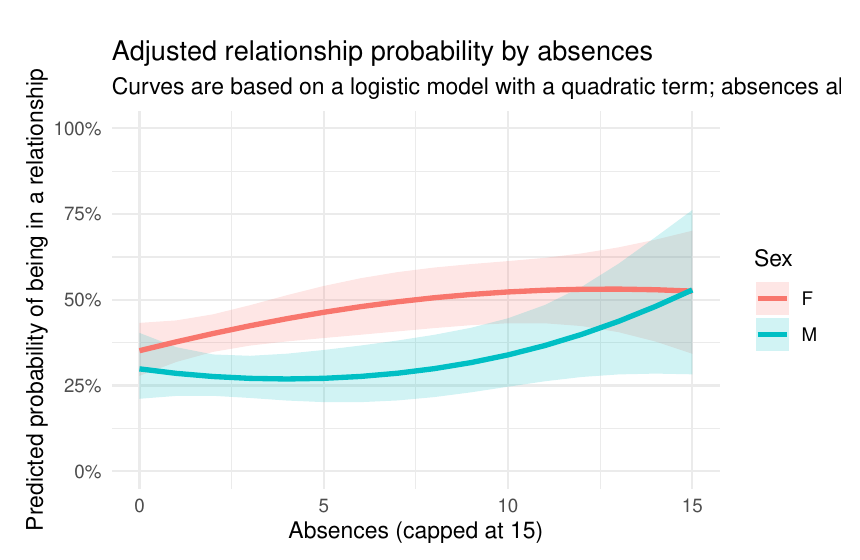 Adjusted relationship probability by absences
Curves are based on a logistic model with a quadratic term; absences
Predicted probability of being in a relationship
100%
75%
50%
25%
0%
0 5 10 15
Absences (capped at 15)
Sex
F
M